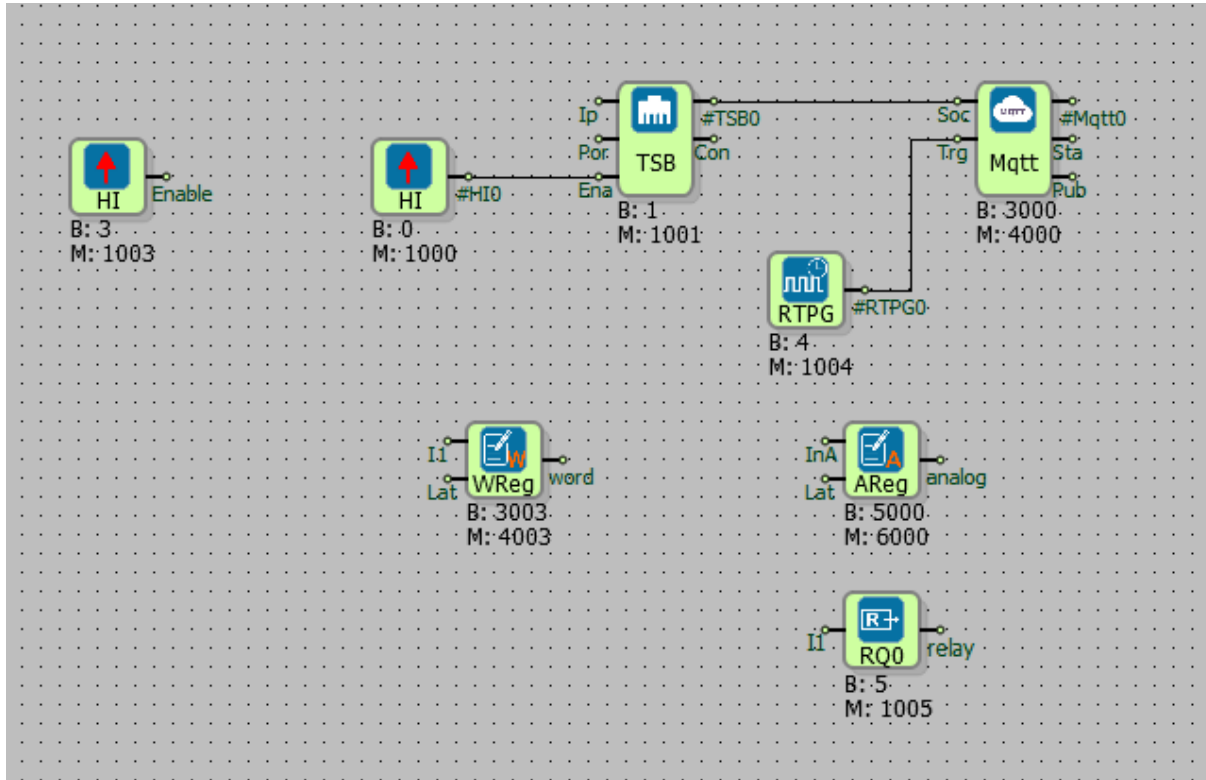 Ip
#TSB0
Soc
MQTT
#Mqtt0
Por
Con
TSB
Trg
Mqtt
Sta
HI
Enable
HI
#HI0
Ena
Pub
B: 3
M: 1003
B: 0
M: 1000
B: 1
M: 1001
B: 3000
M: 4000
RTPG
#RTPG0
B: 4
M: 1004
I1
W
word
Lat
WReg
B: 3003
M: 4003
InA
A
analog
Lat
AReg
B: 5000
M: 6000
I1
R
relay
RQ0
B: 5
M: 1005